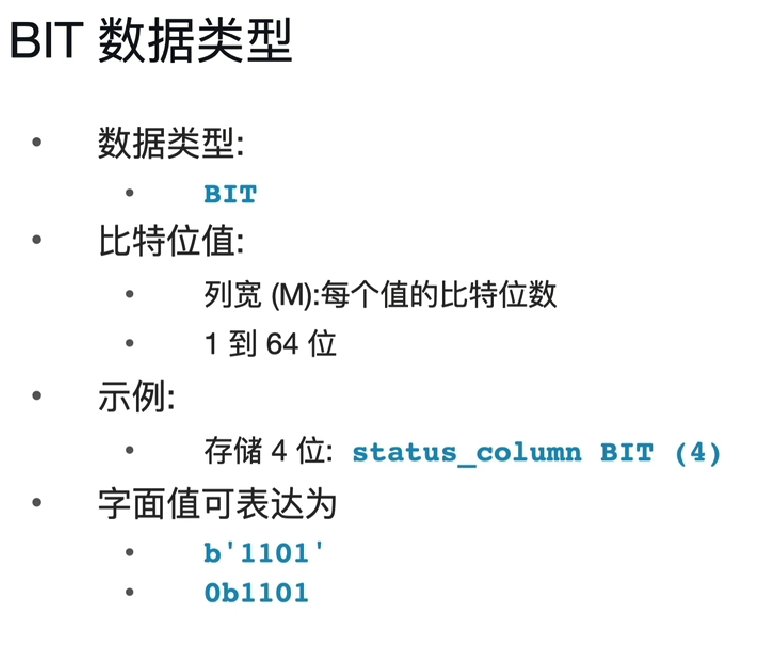 BIT 数据类型
• 数据类型:
• BIT
• 比特位值:
• 列宽 (M):每个值的比特位数
• 1 到 64 位
• 示例:
• 存储 4 位: status_column BIT (4)
• 字面值可表达为
• b'1101'
• 0b1101